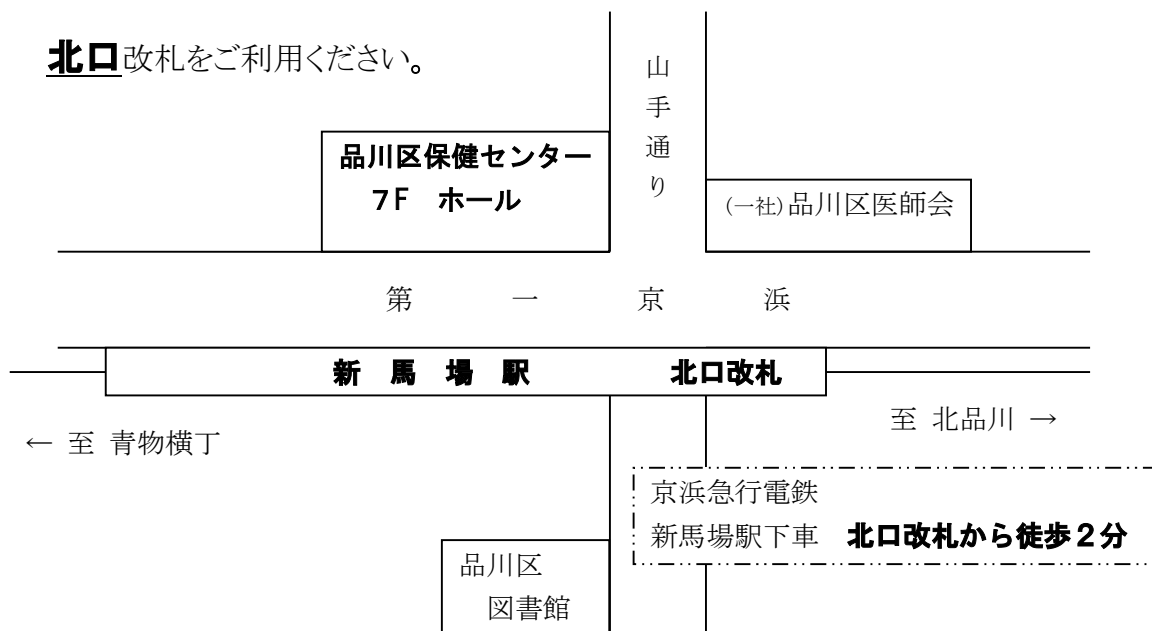 北口改札をご利用ください。
山手通り
品川区保健センター
７F　ホール
(一社)品川区医師会
第一京浜
新馬場駅　北口改札
← 至 青物横丁
至 北品川 →
京浜急行電鉄
新馬場駅下車　北口改札から徒歩２分
品川区
図書館